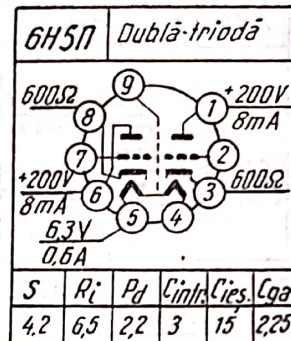 6Н5П Dublă-triodă
9
600Ω 8 1 +200V
8mA
7 2
+200V 6 3 600Ω
8mA
5 4
6,3V
0,6A
S Ri Pd Cintr. Cieș. Cga
4,2 6,5 2,2 3 15 2,25